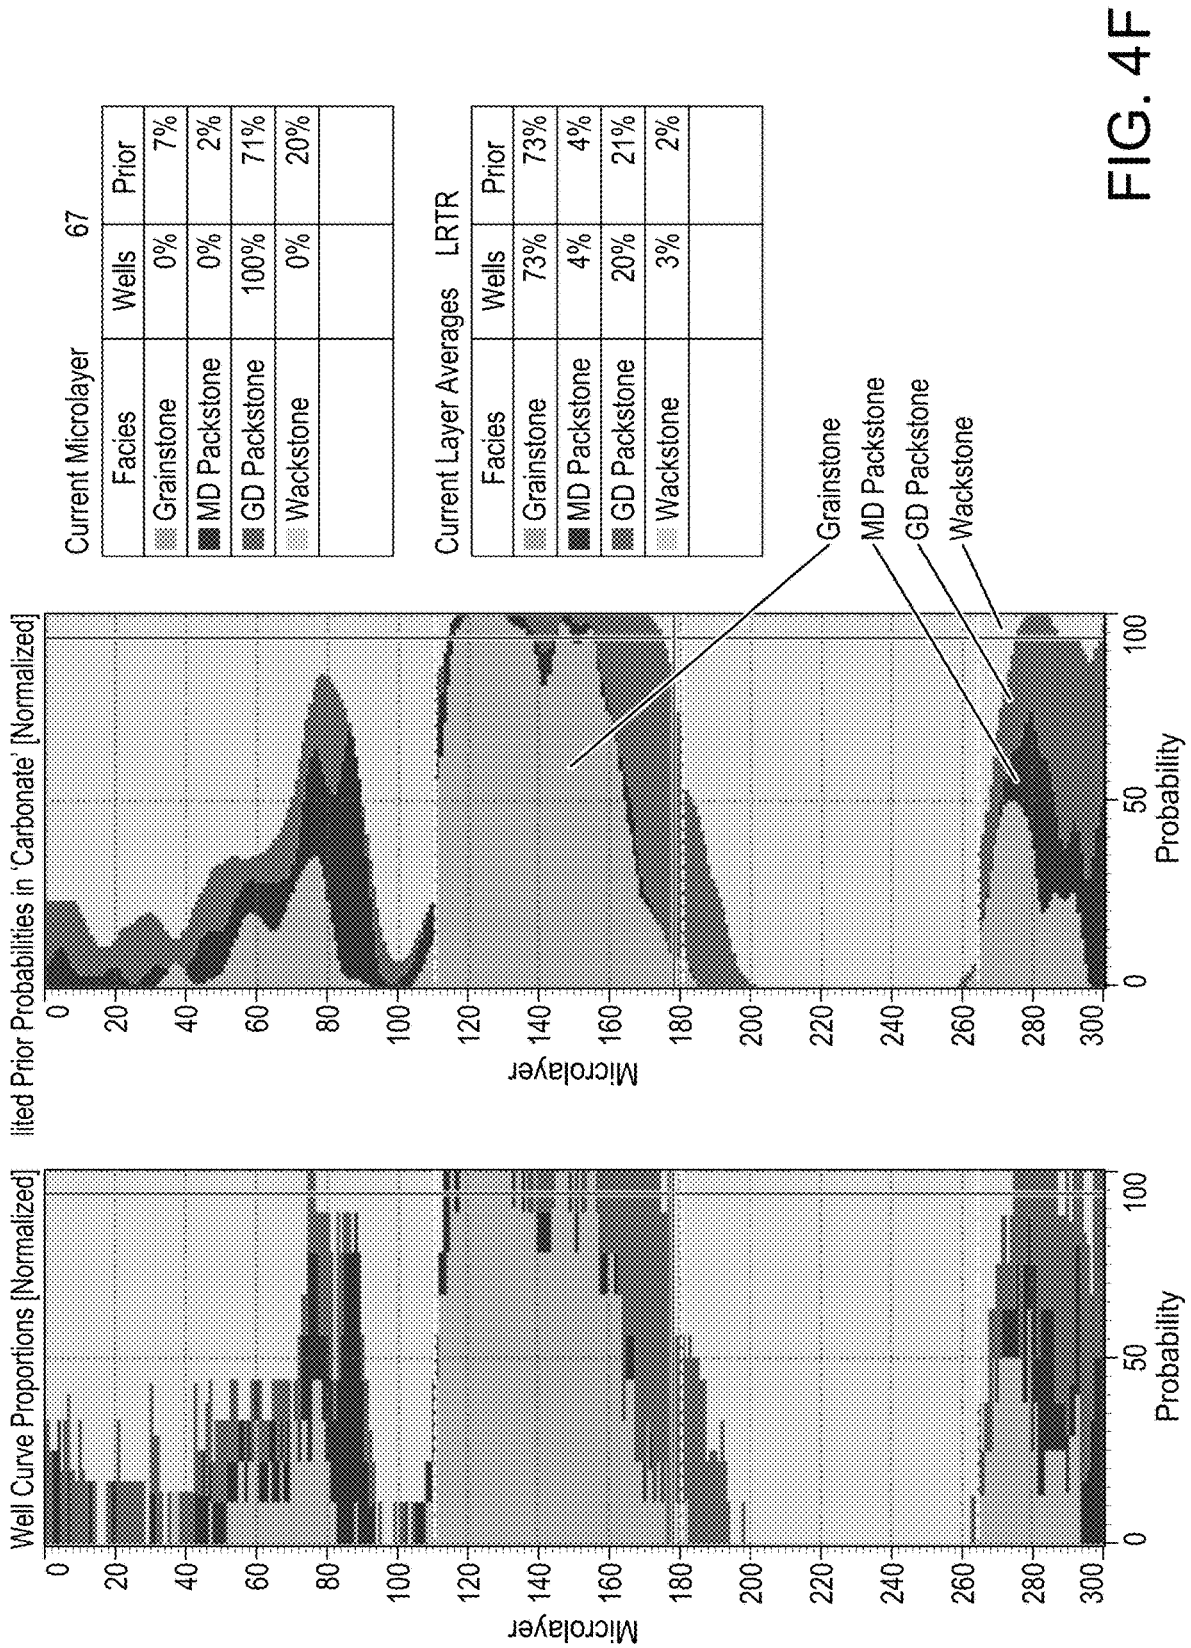 Well Curve Proportions [Normalized]
Microlayer
0
20
40
60
80
100
120
140
160
180
200
220
240
260
280
300
0
50
100
Probability
lited Prior Probabilities in 'Carbonate' [Normalized]
Microlayer
0
20
40
60
80
100
120
140
160
180
200
220
240
260
280
300
0
50
100
Probability
Grainstone
MD Packstone
GD Packstone
Wackstone
Current Microlayer 67
Facies Wells Prior
Grainstone 0% 7%
MD Packstone 0% 2%
GD Packstone 100% 71%
Wackstone 0% 20%
Current Layer Averages LRTR
Facies Wells Prior
Grainstone 73% 73%
MD Packstone 4% 4%
GD Packstone 20% 21%
Wackstone 3% 2%
FIG. 4F